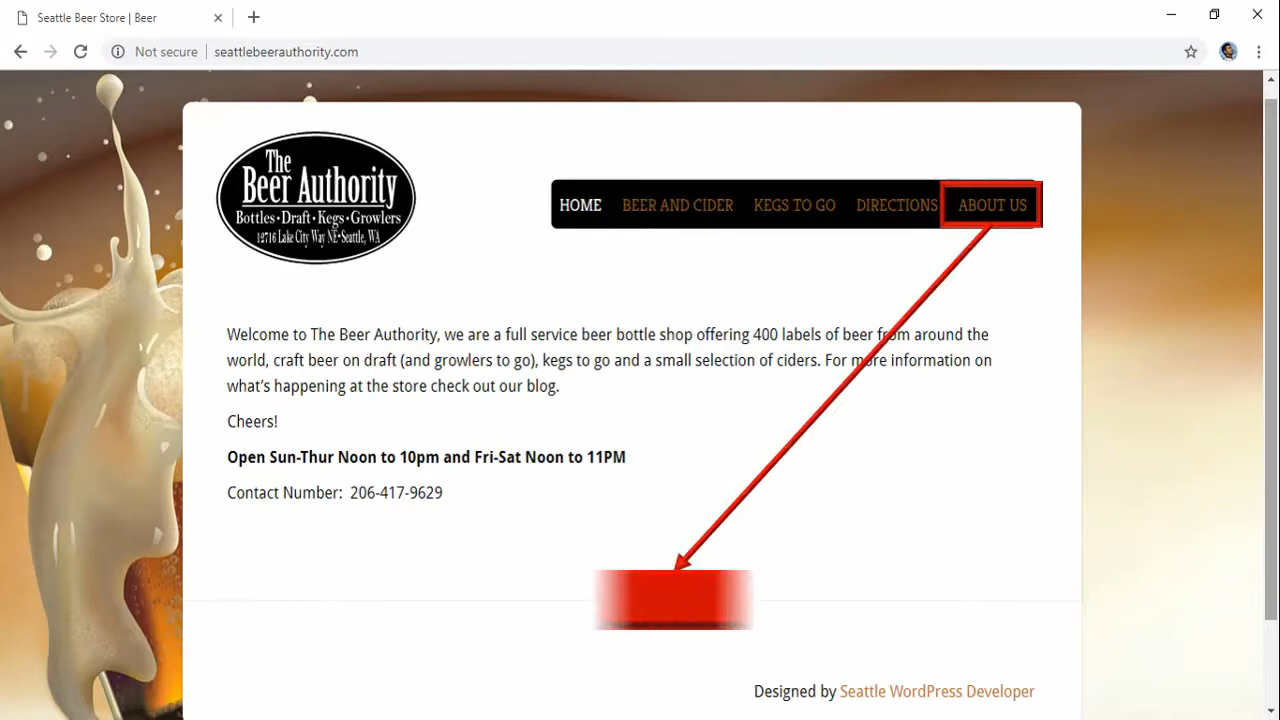 Seattle Beer Store | Beer
Not secure
seattlebeerauthority.com
The
Beer Authority
Bottles • Draft • Kegs • Growlers
12716 Lake City Way NE • Seattle, WA
HOME BEER AND CIDER KEGS TO GO DIRECTIONS ABOUT US
Welcome to The Beer Authority, we are a full service beer bottle shop offering 400 labels of beer from around the
world, craft beer on draft (and growlers to go), kegs to go and a small selection of ciders. For more information on
what’s happening at the store check out our blog.
Cheers!
Open Sun-Thur Noon to 10pm and Fri-Sat Noon to 11PM
Contact Number: 206-417-9629
Designed by Seattle WordPress Developer